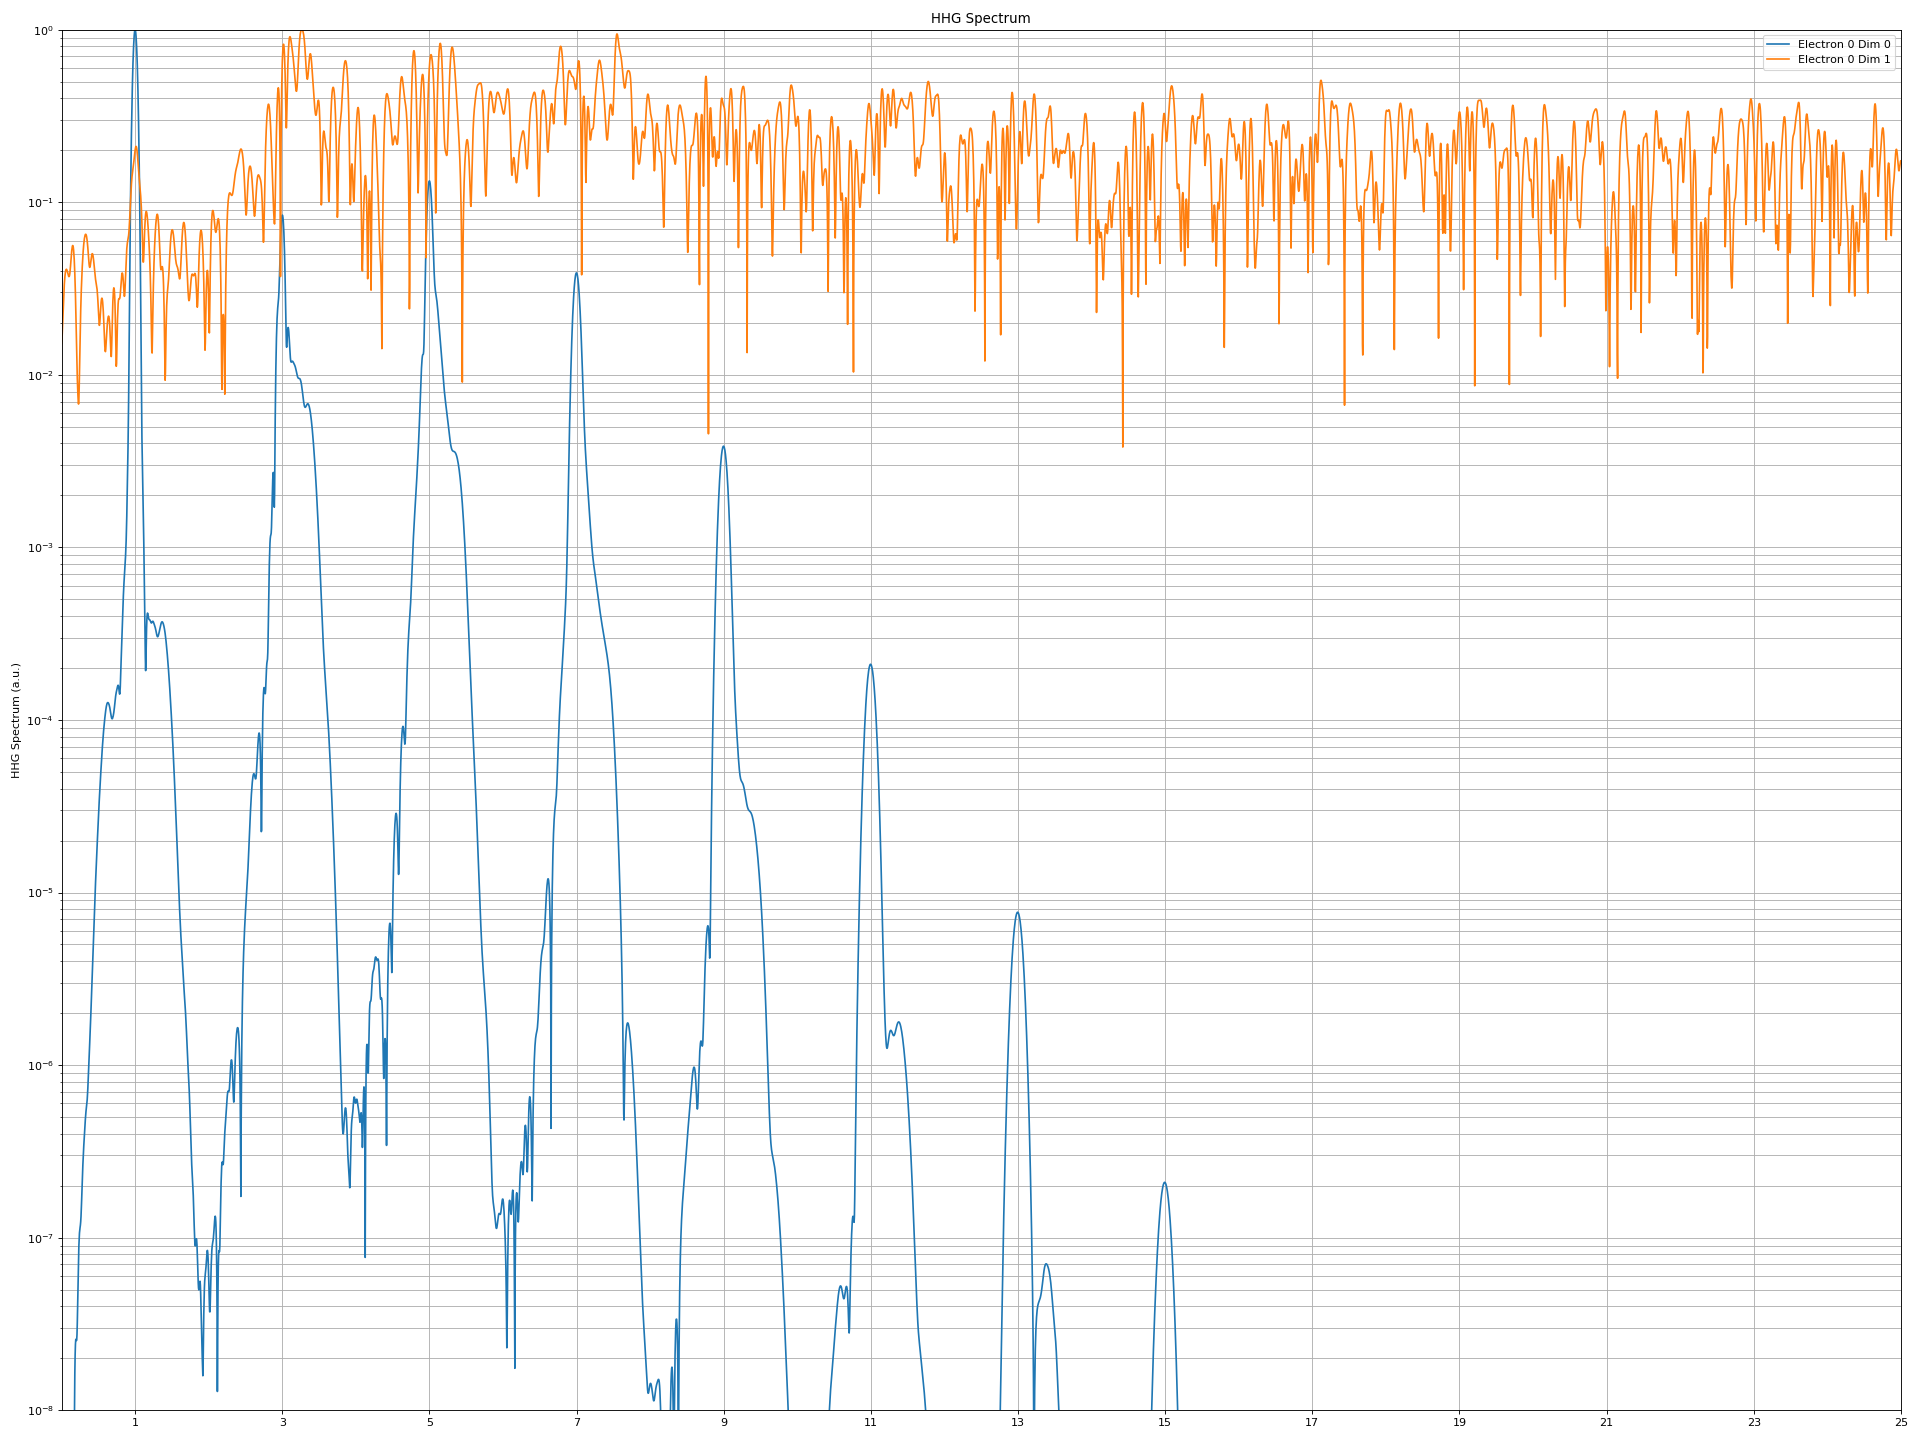 HHG Spectrum
Electron 0 Dim 0
Electron 0 Dim 1
HHG Spectrum (a.u.)
10⁰
10⁻¹
10⁻²
10⁻³
10⁻⁴
10⁻⁵
10⁻⁶
10⁻⁷
10⁻⁸
1 3 5 7 9 11 13 15 17 19 21 23 25